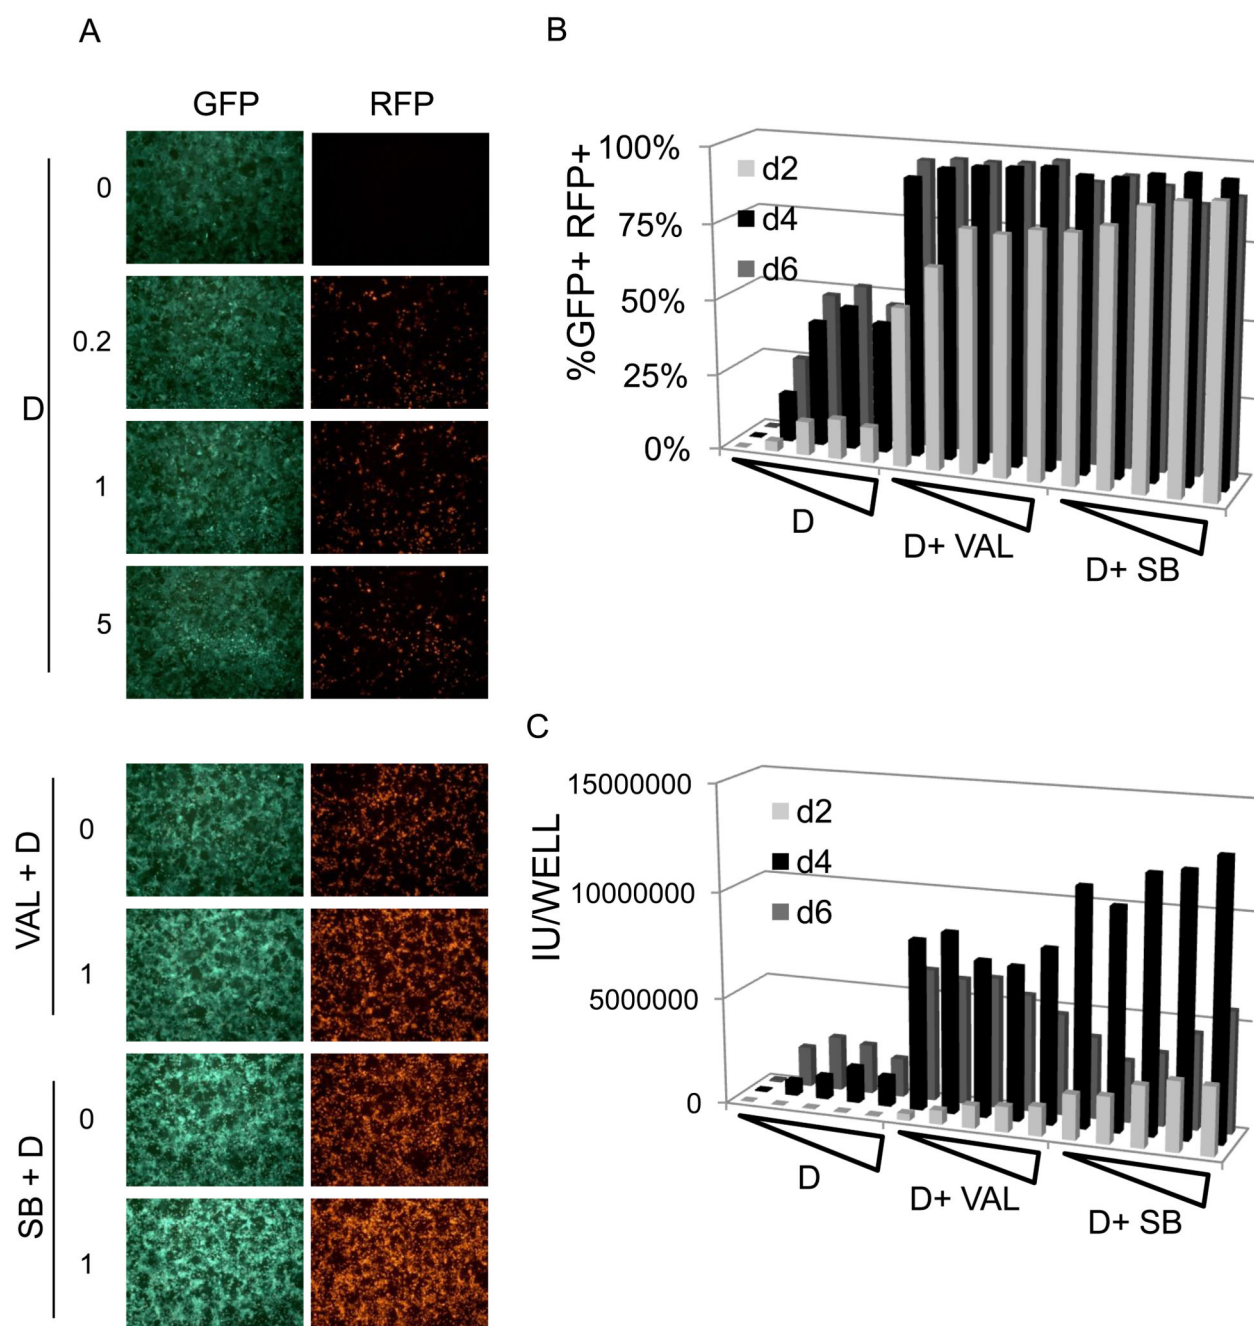 A
GFP RFP
D
0
0.2
1
5
VAL + D
0
1
SB + D
0
1
B
%GFP+ RFP+
100%
75%
50%
25%
0%
d2
d4
d6
D
D+ VAL
D+ SB
C
IU/WELL
15000000
10000000
5000000
0
d2
d4
d6
D
D+ VAL
D+ SB